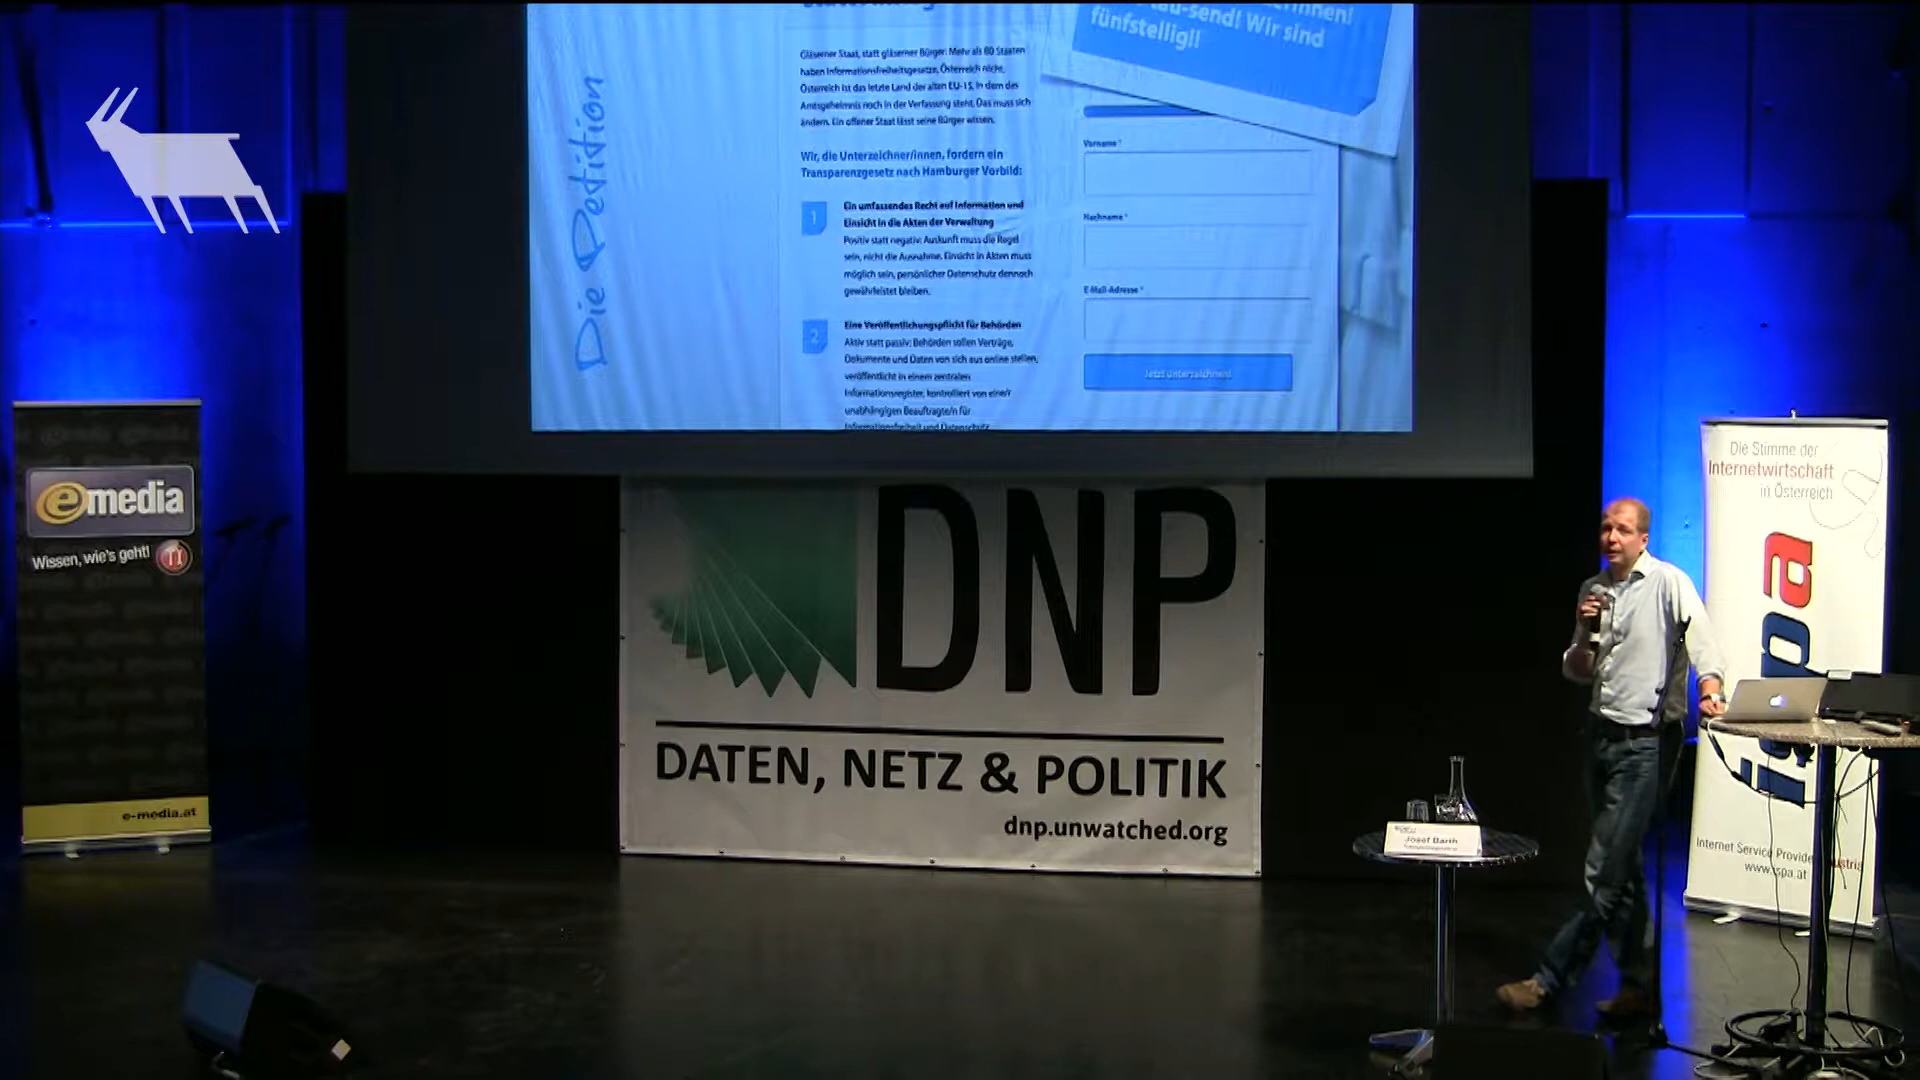 fünfstellig!!
-send! Wir sind
Die Petition
Gläserner Staat, statt gläserner Bürger: Mehr als 80 Staaten
haben Informationsfreiheitsgesetze, Österreich nicht.
Österreich ist das letzte Land der alten EU-15, in dem das
Amtsgeheimnis noch in der Verfassung steht. Das muss sich
ändern. Ein offener Staat lässt seine Bürger wissen.
Wir, die Unterzeichner/innen, fordern ein
Transparenzgesetz nach Hamburger Vorbild:
1
Ein umfassendes Recht auf Information und
Einsicht in die Akten der Verwaltung
Positiv statt negativ: Auskunft muss die Regel
sein, nicht die Ausnahme. Einsicht in Akten muss
möglich sein, persönlicher Datenschutz dennoch
gewährleistet bleiben.
2
Eine Veröffentlichungspflicht für Behörden
Aktiv statt passiv: Behörden sollen Verträge,
Dokumente und Daten von sich aus online stellen,
veröffentlicht in einem zentralen
Informationsregister, kontrolliert von eine/r
unabhängigen Beauftragte/n für
Informationsfreiheit und Datenschutz
Vorname *
Nachname *
E-Mail-Adresse *
Jetzt unterzeichnen!
emedia
Wissen, wie's geht!
e-media.at
DNP
DATEN, NETZ & POLITIK
dnp.unwatched.org
Josef Barth
Die Stimme der
Internetwirtschaft
in Österreich
ispa
Internet Service Provide
ustria
www.ispa.at